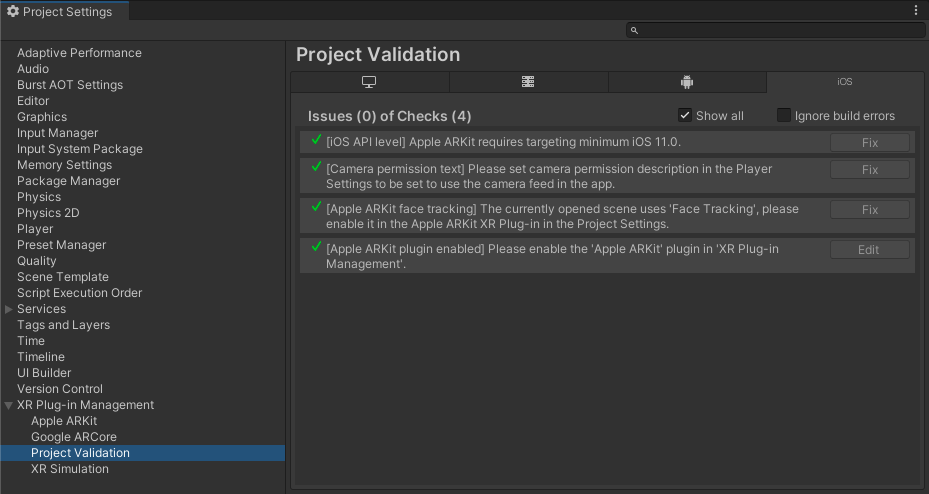 Project Settings
Adaptive Performance
Audio
Burst AOT Settings
Editor
Graphics
Input Manager
Input System Package
Memory Settings
Package Manager
Physics
Physics 2D
Player
Preset Manager
Quality
Scene Template
Script Execution Order
Services
Tags and Layers
Time
Timeline
UI Builder
Version Control
XR Plug-in Management
Apple ARKit
Google ARCore
Project Validation
XR Simulation
Project Validation
iOS
Issues (0) of Checks (4)
Show all
Ignore build errors
[iOS API level] Apple ARKit requires targeting minimum iOS 11.0.
Fix
[Camera permission text] Please set camera permission description in the Player
Settings to be set to use the camera feed in the app.
Fix
[Apple ARKit face tracking] The currently opened scene uses 'Face Tracking', please
enable it in the Apple ARKit XR Plug-in in the Project Settings.
Fix
[Apple ARKit plugin enabled] Please enable the 'Apple ARKit' plugin in 'XR Plug-in
Management'.
Edit